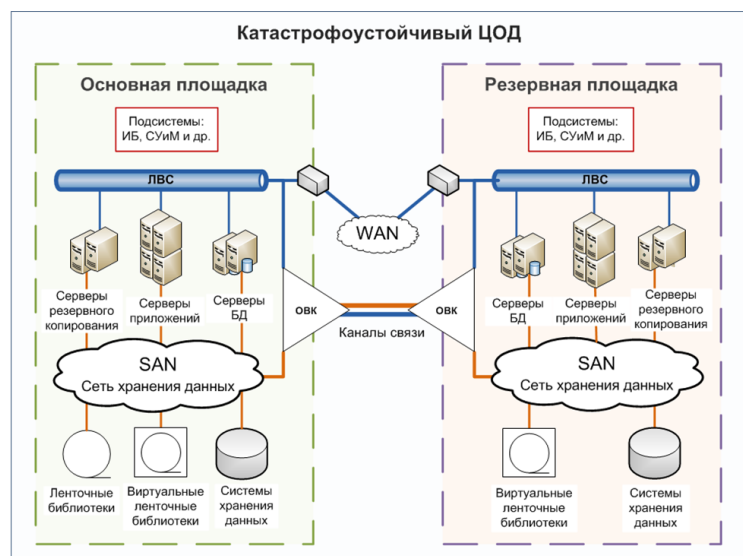 Катастрофоустойчивый ЦОД
Основная площадка
Резервная площадка
Подсистемы:
ИБ, СУиМ и др.
Подсистемы:
ИБ, СУиМ и др.
ЛВС
ЛВС
WAN
Серверы
резервного
копирования
Серверы
приложений
Серверы
БД
ОВК
ОВК
Каналы связи
Серверы
БД
Серверы
приложений
Серверы
резервного
копирования
SAN
Сеть хранения данных
SAN
Сеть хранения данных
Ленточные
библиотеки
Виртуальные
ленточные
библиотеки
Системы
хранения
данных
Виртуальные
ленточные
библиотеки
Системы
хранения
данных